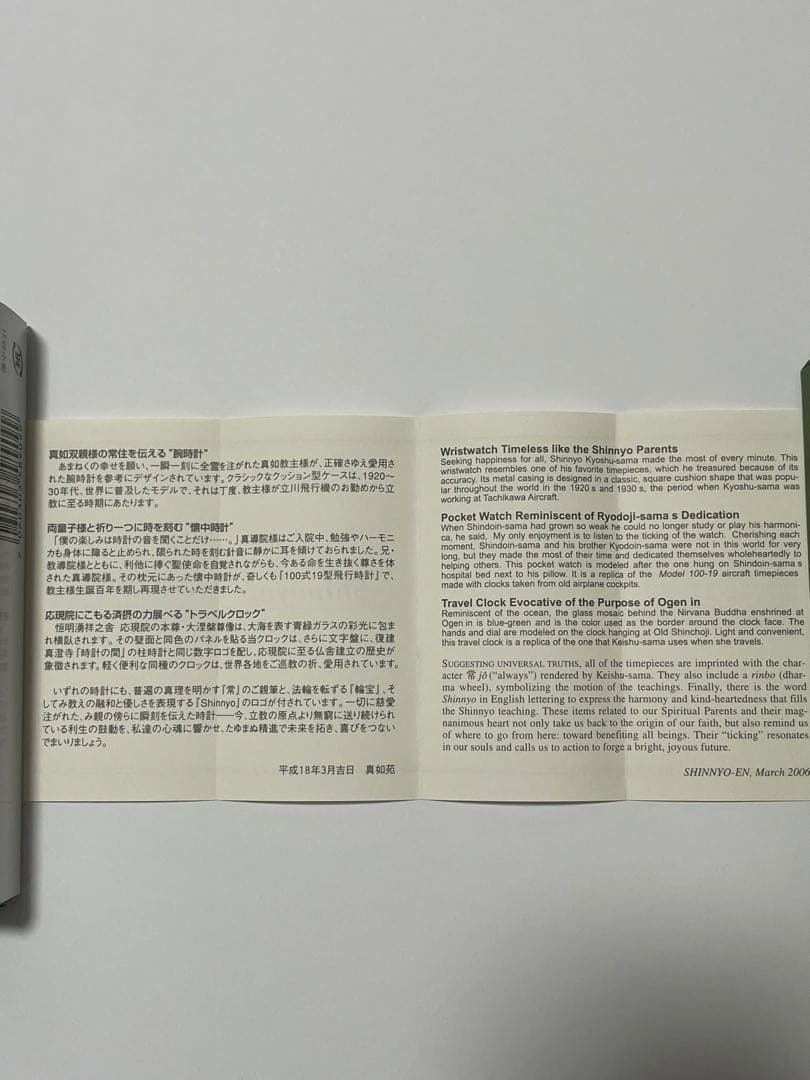 真如双親様の常住を伝える"腕時計"
あまねくの幸せを願い、一瞬一刻に全霊を注がれた真如教主様が、正確さゆえ愛用さ
れた腕時計を参考にデザインされています。クラシックなクッション型ケースは、1920〜
30年代、世界に普及したモデルで、それは丁度、教主様が立川飛行機のお勤めから立
教に至る時期にあたります。
両童子様と祈り一つに時を刻む"懐中時計"
「僕の楽しみは時計の音を聞くことだけ……。」真導院様はご入院中、勉強やハーモニ
カも身体に障ると止められ、限られた時を刻む針音に静かに耳を傾けておられました。兄・
教導院様とともに、利他に捧ぐ聖使命を自覚されながらも、今ある命を生き抜く尊さを体
された真導院様。その枕元にあった懐中時計が、奇しくも「100式19型飛行時計」で、
教主様生誕百年を期し再現させていただきました。
応現院にこもる済摂の力展べる"トラベルクロック"
恒明湧祥之舎 応現院の本尊・大涅槃尊像は、大海を表す青緑ガラスの彩光に包ま
れ横臥されます。その壁面と同色のパネルを貼る当クロックは、さらに文字盤に、復建
真澄寺「時計の間」の柱時計と同じ数字ロゴを配し、応現院に至る仏舎建立の歴史が
象徴されます。軽く便利な同種のクロックは、世界各地をご巡教の折、愛用されています。
いずれの時計にも、普遍の真理を明かす「常」のご親筆と、法輪を転ずる「輪宝」、そ
してみ教えの融和と優しさを表現する「Shinnyo」のロゴが付されています。一切に慈愛
注がれた、み親の傍らに瞬刻を伝えた時計――今、立教の原点より無窮に送り続けられ
ている利生の鼓動を、私達の心魂に響かせ、たゆまぬ精進で未来を拓き、喜びをつない
でまいりましょう。
平成18年3月吉日 真如苑
Wristwatch Timeless like the Shinnyo Parents
Seeking happiness for all, Shinnyo Kyoshu-sama made the most of every minute. This
wristwatch resembles one of his favorite timepieces, which he treasured because of its
accuracy. Its metal casing is designed in a classic, square cushion shape that was popu-
lar throughout the world in the 1920 s and 1930 s, the period when Kyoshu-sama was
working at Tachikawa Aircraft.
Pocket Watch Reminiscent of Ryodoji-sama s Dedication
When Shindoin-sama had grown so weak he could no longer study or play his harmoni-
ca, he said, My only enjoyment is to listen to the ticking of the watch. Cherishing each
moment, Shindoin-sama and his brother Kyodoin-sama were not in this world for very
long, but they made the most of their time and dedicated themselves wholeheartedly to
helping others. This pocket watch is modeled after the one hung on Shindoin-sama s
hospital bed next to his pillow. It is a replica of the Model 100-19 aircraft timepieces
made with clocks taken from old airplane cockpits.
Travel Clock Evocative of the Purpose of Ogen in
Reminiscent of the ocean, the glass mosaic behind the Nirvana Buddha enshrined at
Ogen in is blue-green and is the color used as the border around the clock face. The
hands and dial are modeled on the clock hanging at Old Shinchoji. Light and convenient,
this travel clock is a replica of the one that Keishu-sama uses when she travels.
SUGGESTING UNIVERSAL TRUTHS, all of the timepieces are imprinted with the char-
acter 常 jō ("always") rendered by Keishu-sama. They also include a rinbo (dhar-
ma wheel), symbolizing the motion of the teachings. Finally, there is the word
Shinnyo in English lettering to express the harmony and kind-heartedness that fills
the Shinnyo teaching. These items related to our Spiritual Parents and their mag-
nanimous heart not only take us back to the origin of our faith, but also remind us
of where to go from here: toward benefiting all beings. Their "ticking" resonates
in our souls and calls us to action to forge a bright, joyous future.
SHINNYO-EN, March 2006